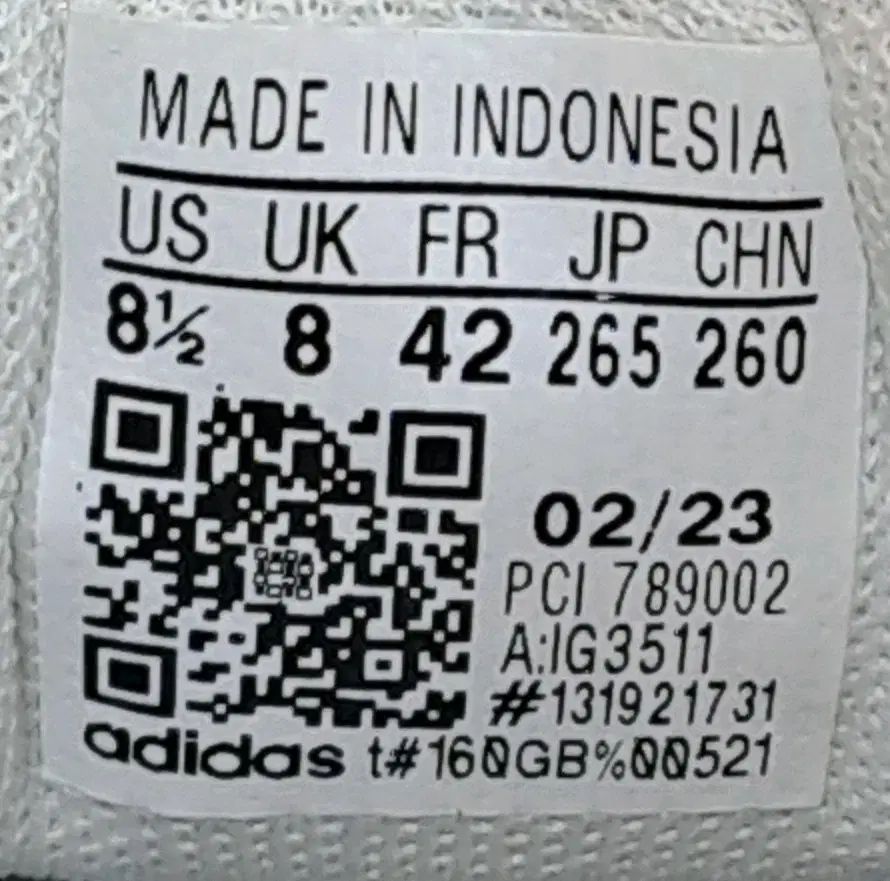 MADE IN INDONESIA
US UK FR JP CHN
8½ 8 42 265 260
02/23
PCI 789002
A:IG3511
#131921731
adidas t#160GB%00521